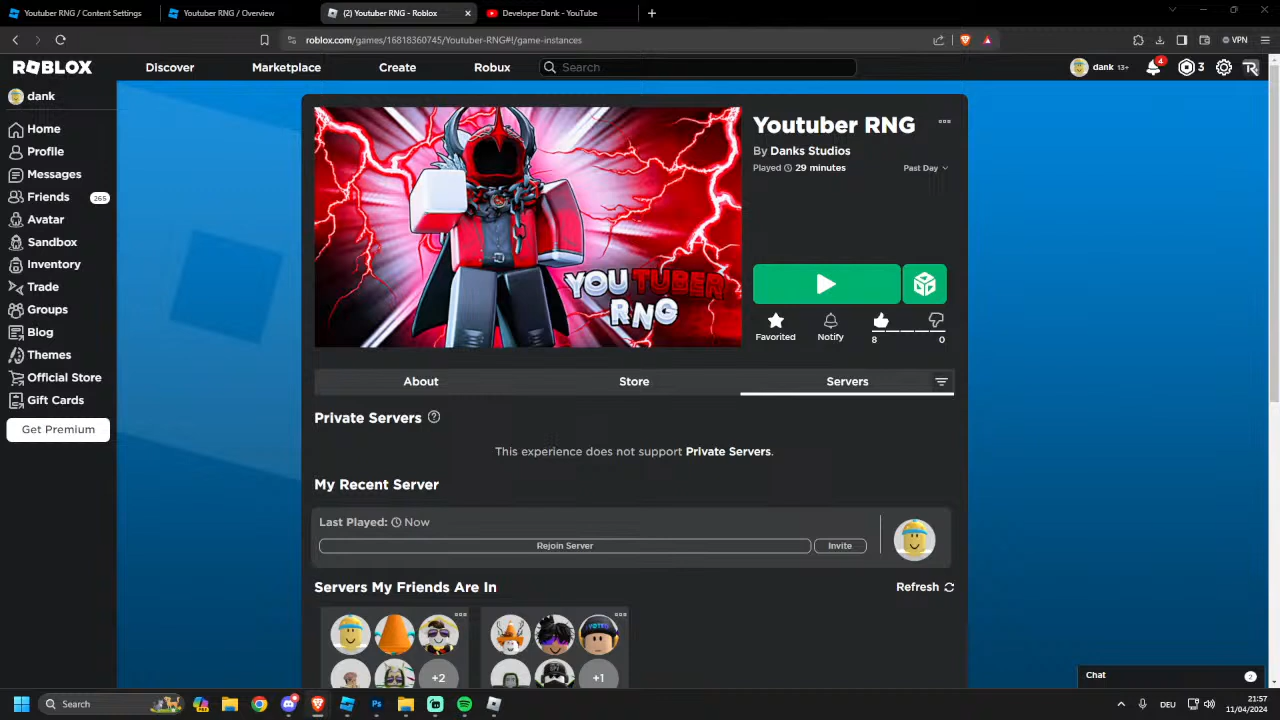 Youtuber RNG / Content Settings
Youtuber RNG / Overview
(2) Youtuber RNG - Roblox
Developer Dank - YouTube
roblox.com/games/16818360745/Youtuber-RNG#!/game-instances
VPN
ROBLOX
Discover
Marketplace
Create
Robux
Search
dank 13+
4
3
dank
Home
Profile
Messages
Friends
265
Avatar
Sandbox
Inventory
Trade
Groups
Blog
Themes
Official Store
Gift Cards
Get Premium
YOUTUBER
RNG
Youtuber RNG
By Danks Studios
Played 29 minutes
Past Day
Favorited
Notify
8
0
About
Store
Servers
Private Servers
This experience does not support Private Servers.
My Recent Server
Last Played: Now
Rejoin Server
Invite
Servers My Friends Are In
Refresh
+2
+1
Chat
2
Search
DEU
21:57
11/04/2024